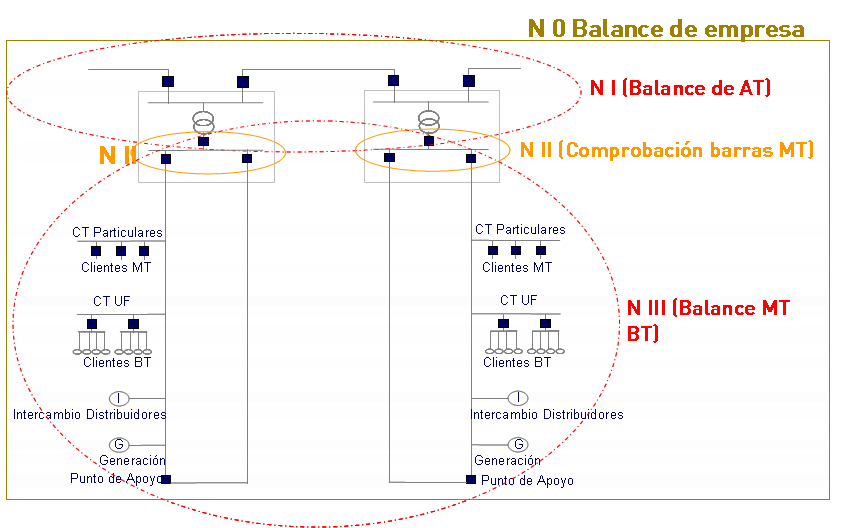 N 0 Balance de empresa
N I (Balance de AT)
N II
N II (Comprobación barras MT)
CT Particulares
Clientes MT
CT UF
Clientes BT
I
Intercambio Distribuidores
G
Generación
Punto de Apoyo
CT Particulares
Clientes MT
CT UF
Clientes BT
I
Intercambio Distribuidores
G
Generación
Punto de Apoyo
N III (Balance MT
BT)